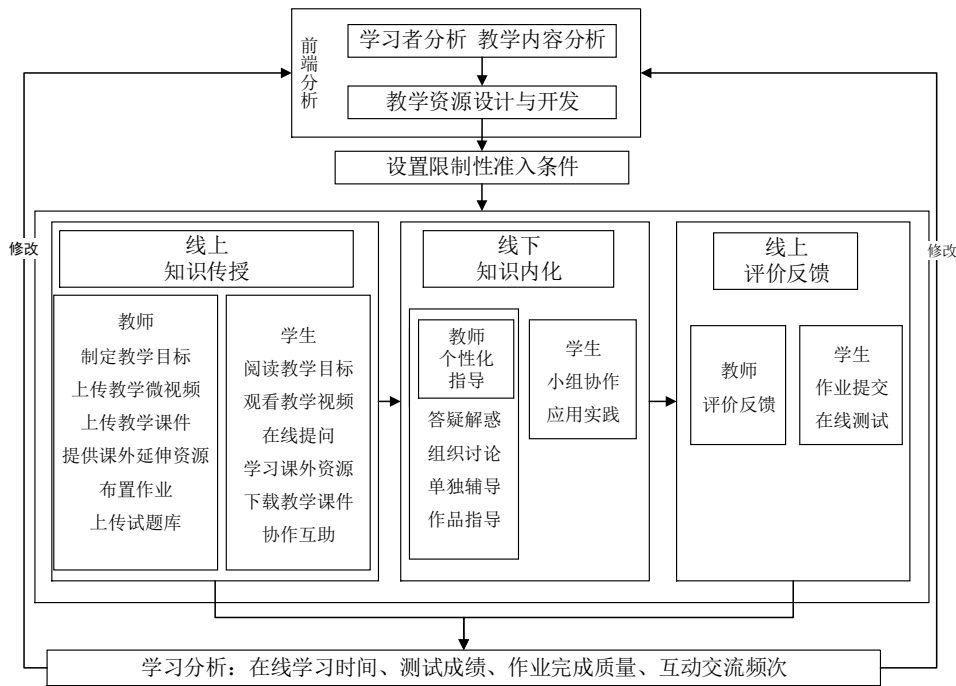 前端分析
学习者分析 教学内容分析
教学资源设计与开发
设置限制性准入条件
修改
修改
线上
知识传授
教师
制定教学目标
上传教学微视频
上传教学课件
提供课外延伸资源
布置作业
上传试题库
学生
阅读教学目标
观看教学视频
在线提问
学习课外资源
下载教学课件
协作互助
线下
知识内化
教师
个性化
指导
答疑解惑
组织讨论
单独辅导
作品指导
学生
小组协作
应用实践
线上
评价反馈
教师
评价反馈
学生
作业提交
在线测试
学习分析：在线学习时间、测试成绩、作业完成质量、互动交流频次